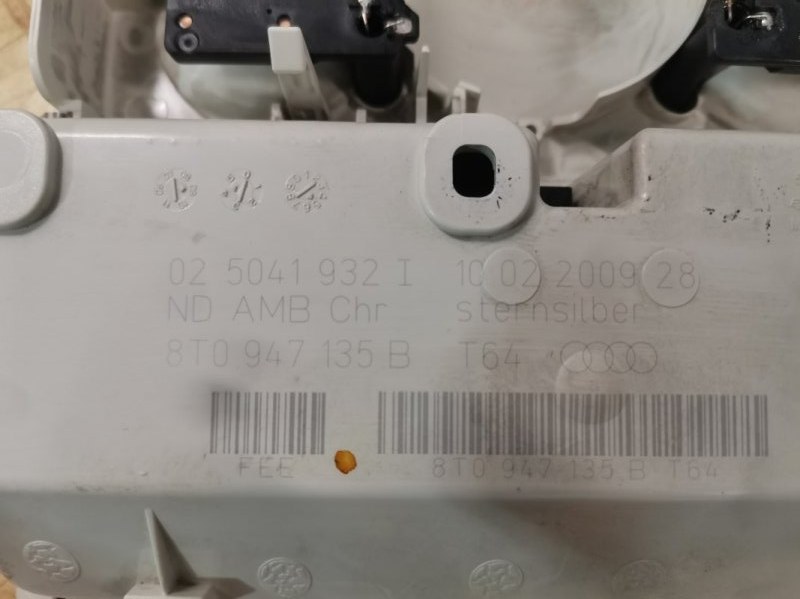 02 5041 932 I 10 02 2009 28
ND AMB Chr sternsilber
8T0 947 135 B T64
FEE 8T0 947 135 B T64